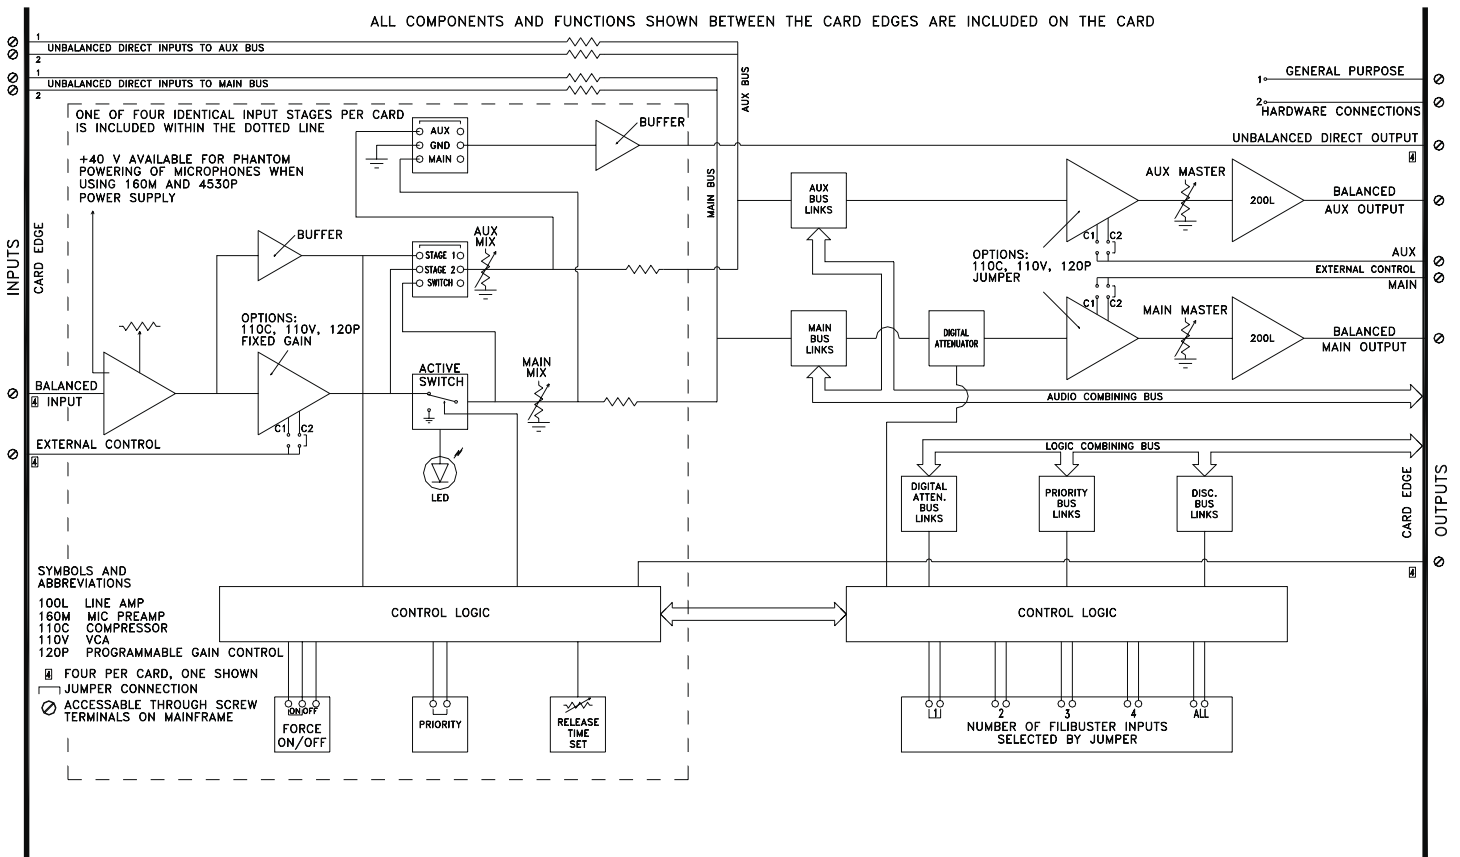 ALL COMPONENTS AND FUNCTIONS SHOWN BETWEEN THE CARD EDGES ARE INCLUDED ON THE CARD
1
UNBALANCED DIRECT INPUTS TO AUX BUS
2
1
UNBALANCED DIRECT INPUTS TO MAIN BUS
2
AUX BUS
MAIN BUS
1
GENERAL PURPOSE
2
HARDWARE CONNECTIONS
UNBALANCED DIRECT OUTPUT
4
ONE OF FOUR IDENTICAL INPUT STAGES PER CARD
IS INCLUDED WITHIN THE DOTTED LINE
+40 V AVAILABLE FOR PHANTOM
POWERING OF MICROPHONES WHEN
USING 160M AND 4530P
POWER SUPPLY
AUX
GND
MAIN
BUFFER
BUFFER
STAGE 1
STAGE 2
SWITCH
AUX
MIX
AUX
BUS
LINKS
AUX MASTER
200L
BALANCED
AUX OUTPUT
C1
C2
OPTIONS:
110C, 110V, 120P
JUMPER
AUX
EXTERNAL CONTROL
MAIN
C1
C2
MAIN
BUS
LINKS
DIGITAL
ATTENUATOR
MAIN MASTER
200L
BALANCED
MAIN OUTPUT
INPUTS
CARD EDGE
OPTIONS:
110C, 110V, 120P
FIXED GAIN
ACTIVE
SWITCH
MAIN
MIX
BALANCED
4
INPUT
C1
C2
EXTERNAL CONTROL
4
LED
AUDIO COMBINING BUS
LOGIC COMBINING BUS
DIGITAL
ATTEN.
BUS
LINKS
PRIORITY
BUS
LINKS
DISC.
BUS
LINKS
CARD EDGE
OUTPUTS
4
CONTROL LOGIC
CONTROL LOGIC
SYMBOLS AND
ABBREVIATIONS
100L LINE AMP
160M MIC PREAMP
110C COMPRESSOR
110V VCA
120P PROGRAMMABLE GAIN CONTROL
4 FOUR PER CARD, ONE SHOWN
JUMPER CONNECTION
ACCESSABLE THROUGH SCREW
TERMINALS ON MAINFRAME
ON OFF
FORCE
ON/OFF
PRIORITY
RELEASE
TIME
SET
1
2
3
4
ALL
NUMBER OF FILIBUSTER INPUTS
SELECTED BY JUMPER